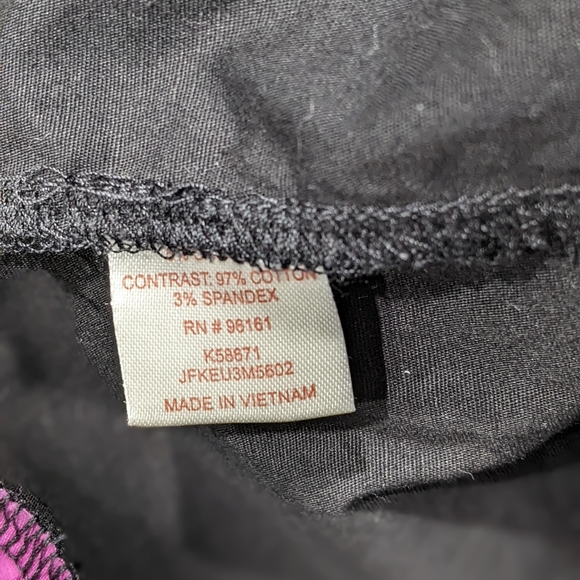 CONTRAST: 97% COTTON
3% SPANDEX
RN # 96161
K58671
JFKEU3M5602
MADE IN VIETNAM